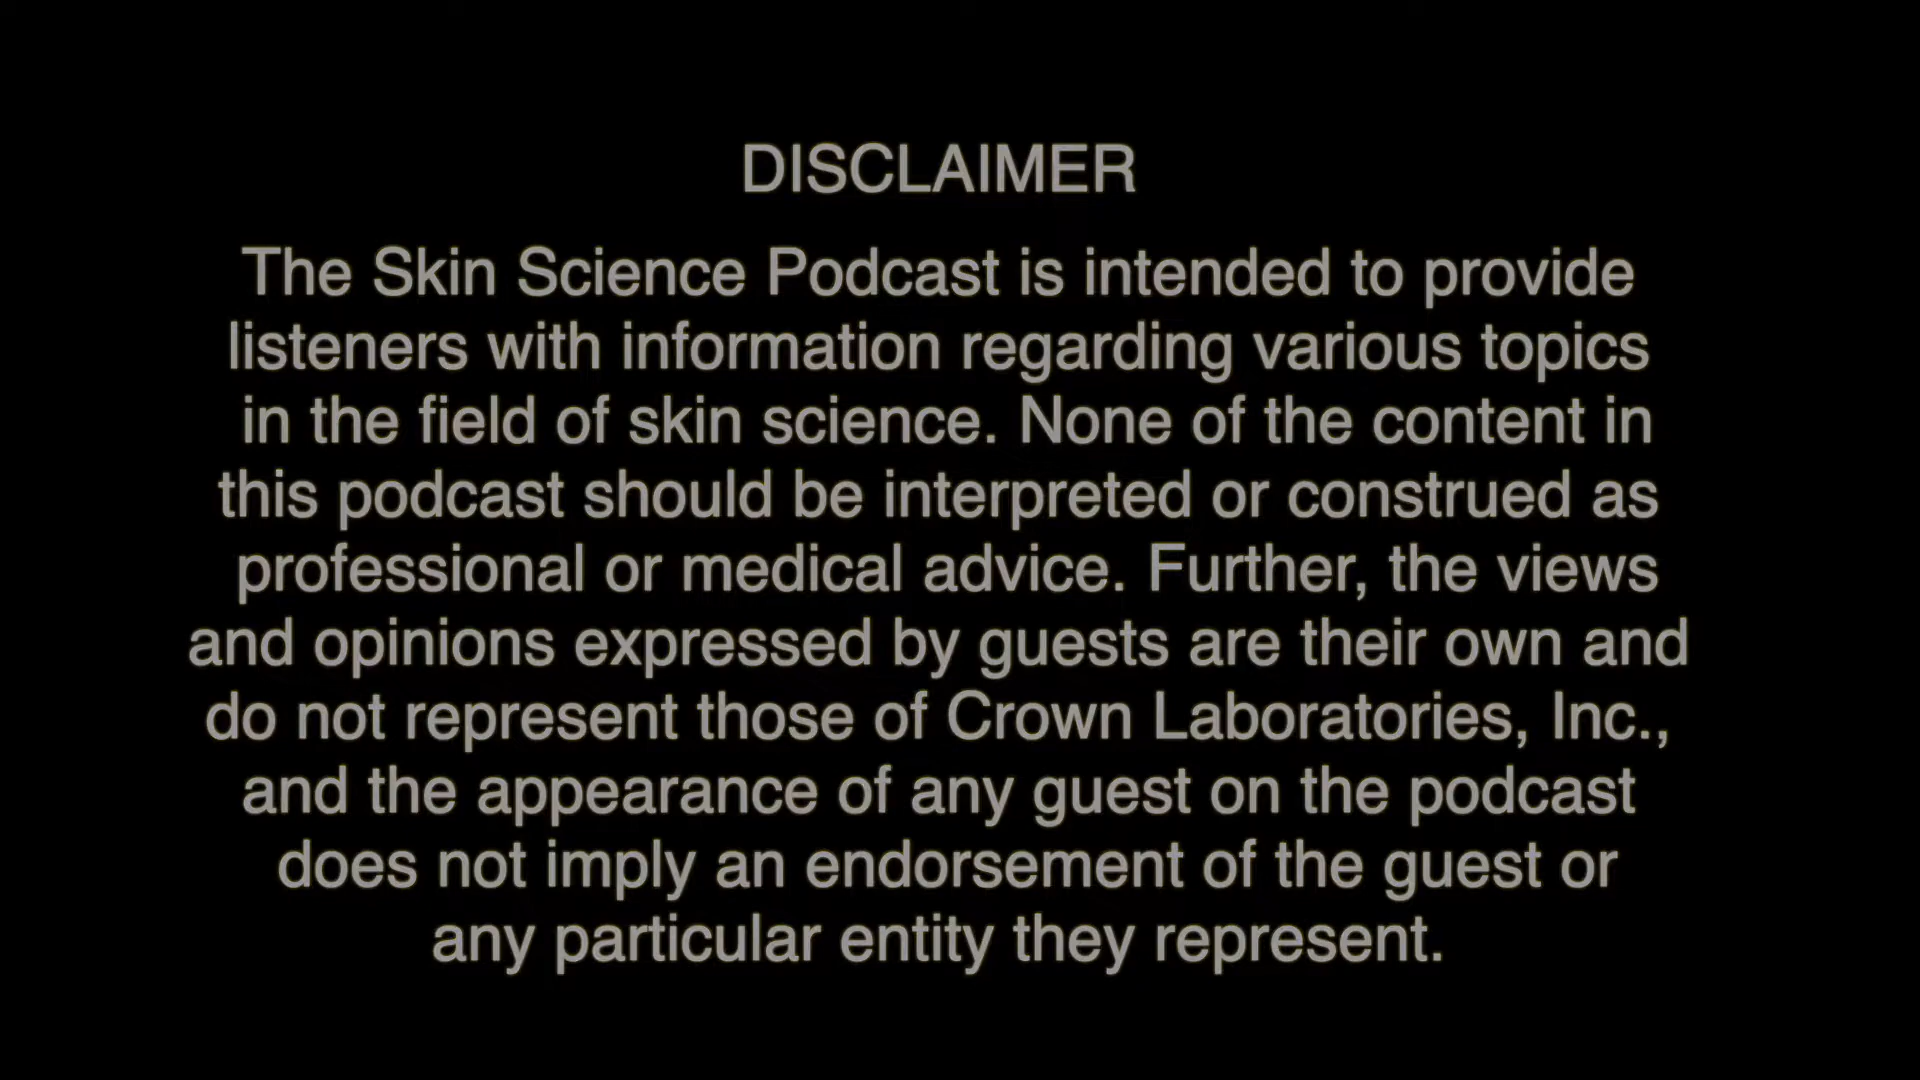 DISCLAIMER
The Skin Science Podcast is intended to provide
listeners with information regarding various topics
in the field of skin science. None of the content in
this podcast should be interpreted or construed as
professional or medical advice. Further, the views
and opinions expressed by guests are their own and
do not represent those of Crown Laboratories, Inc.,
and the appearance of any guest on the podcast
does not imply an endorsement of the guest or
any particular entity they represent.